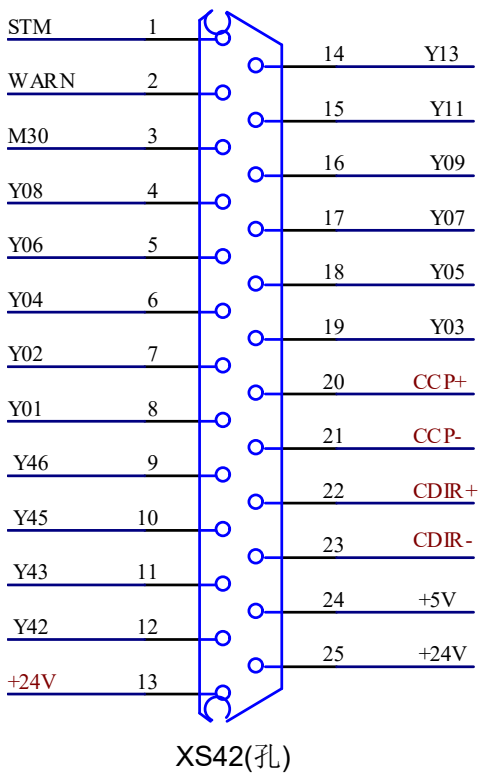 STM 1
14 Y13
WARN 2
15 Y11
M30 3
16 Y09
Y08 4
17 Y07
Y06 5
18 Y05
Y04 6
19 Y03
Y02 7
20 CCP+
Y01 8
21 CCP-
Y46 9
22 CDIR+
Y45 10
23 CDIR-
Y43 11
24 +5V
Y42 12
25 +24V
+24V 13
XS42(孔)